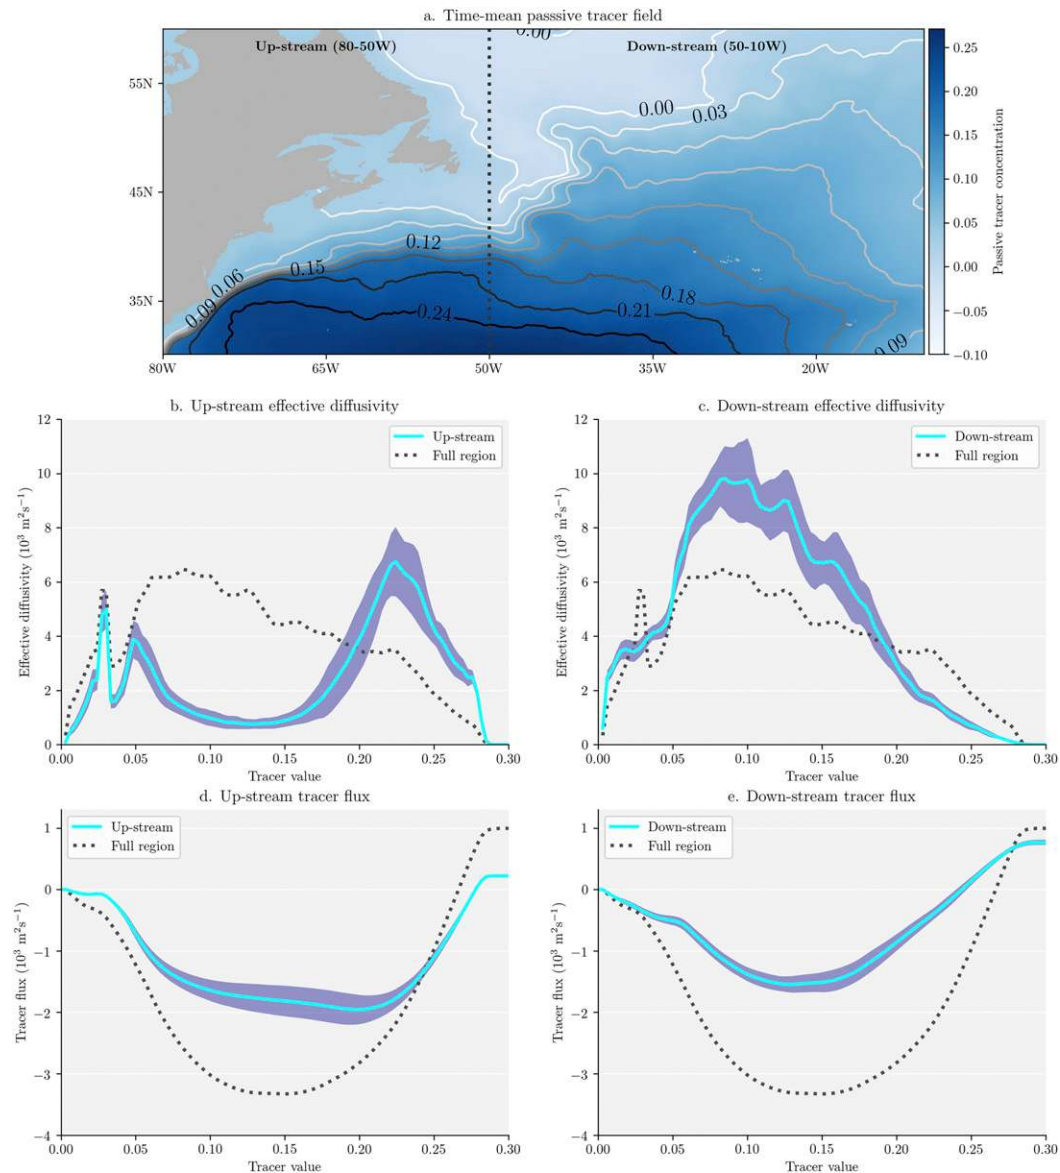 a. Time-mean passsive tracer field
Up-stream (80-50W)
Down-stream (50-10W)
0.00
0.00
0.03
0.12
0.06
0.15
0.09
0.18
0.21
0.24
0.09
55N
45N
35N
80W 65W 50W 35W 20W
0.25
0.20
0.15
0.10
0.05
0.00
−0.05
−0.10
Passive tracer concentration
b. Up-stream effective diffusivity
Up-stream
Full region
12
10
8
6
4
2
0
Effective diffusivity (10³ m²s⁻¹)
0.00 0.05 0.10 0.15 0.20 0.25 0.30
Tracer value
c. Down-stream effective diffusivity
Down-stream
Full region
12
10
8
6
4
2
0
Effective diffusivity (10³ m²s⁻¹)
0.00 0.05 0.10 0.15 0.20 0.25 0.30
Tracer value
d. Up-stream tracer flux
Up-stream
Full region
1
0
−1
−2
−3
−4
Tracer flux (10³ m²s⁻¹)
0.00 0.05 0.10 0.15 0.20 0.25 0.30
Tracer value
e. Down-stream tracer flux
Down-stream
Full region
1
0
−1
−2
−3
−4
Tracer flux (10³ m²s⁻¹)
0.00 0.05 0.10 0.15 0.20 0.25 0.30
Tracer value